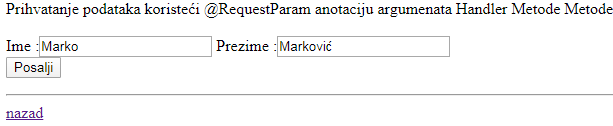 Prihvatanje podataka koristeći @RequestParam anotaciju argumenata Handler Metode Metode
Ime :Marko Prezime :Marković
Posalji
nazad